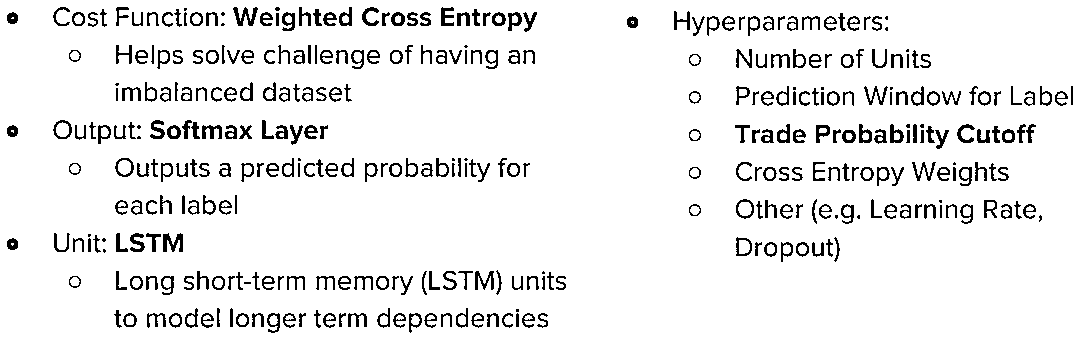 Cost Function: Weighted Cross Entropy
Helps solve challenge of having an
imbalanced dataset
Output: Softmax Layer
Outputs a predicted probability for
each label
Unit: LSTM
Long short-term memory (LSTM) units
to model longer term dependencies
Hyperparameters:
Number of Units
Prediction Window for Label
Trade Probability Cutoff
Cross Entropy Weights
Other (e.g. Learning Rate,
Dropout)